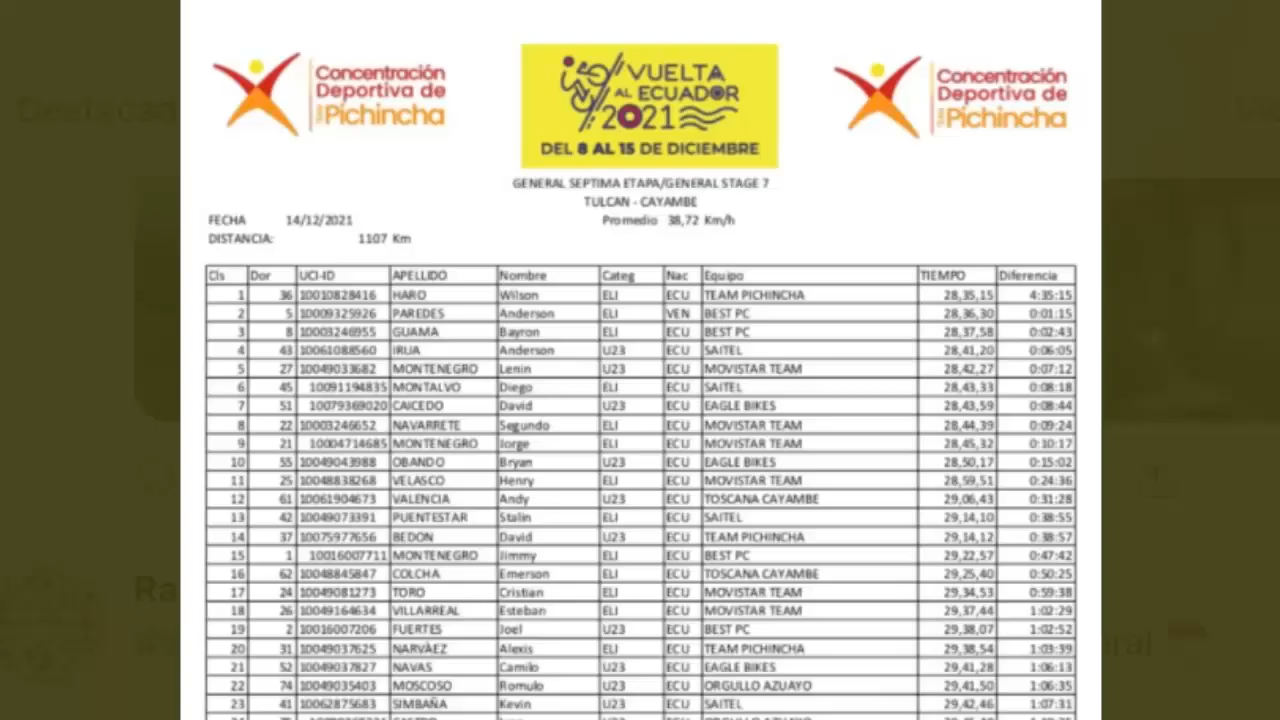 Concentración
Deportiva de
Pichincha
VUELTA
AL ECUADOR
2021
DEL 8 AL 15 DE DICIEMBRE
Concentración
Deportiva de
Pichincha
GENERAL SEPTIMA ETAPA/GENERAL STAGE 7
TULCAN - CAYAMBE
FECHA 14/12/2021 Promedio 38,72 Km/h
DISTANCIA: 1107 Km
Cls Dor UCI-ID APELLIDO Nombre Categ Nac Equipo TIEMPO Diferencia
1 36 10010828416 HARO Wilson ELI ECU TEAM PICHINCHA 28,35,15 4:35:15
2 5 10009325926 PAREDES Anderson ELI VEN BEST PC 28,36,30 0:01:15
3 8 10003246955 GUAMA Bayron ELI ECU BEST PC 28,37,58 0:02:43
4 43 10061088560 IRUA Anderson U23 ECU SAITEL 28,41,20 0:06:05
5 27 10049033682 MONTENEGRO Lenin U23 ECU MOVISTAR TEAM 28,42,27 0:07:12
6 45 10091194835 MONTALVO Diego ELI ECU SAITEL 28,43,33 0:08:18
7 51 10079369020 CAICEDO David U23 ECU EAGLE BIKES 28,43,59 0:08:44
8 22 10003246652 NAVARRETE Segundo ELI ECU MOVISTAR TEAM 28,44,39 0:09:24
9 21 10004714685 MONTENEGRO Jorge ELI ECU MOVISTAR TEAM 28,45,32 0:10:17
10 55 10049043988 OBANDO Bryan U23 ECU EAGLE BIKES 28,50,17 0:15:02
11 25 10048838268 VELASCO Henry ELI ECU MOVISTAR TEAM 28,59,51 0:24:36
12 61 10061904673 VALENCIA Andy U23 ECU TOSCANA CAYAMBE 29,06,43 0:31:28
13 42 10049073391 PUENTESTAR Stalin ELI ECU SAITEL 29,14,10 0:38:55
14 37 10075977656 BEDON David U23 ECU TEAM PICHINCHA 29,14,12 0:38:57
15 1 10016007711 MONTENEGRO Jimmy ELI ECU BEST PC 29,22,57 0:47:42
16 62 10048845847 COLCHA Emerson ELI ECU TOSCANA CAYAMBE 29,25,40 0:50:25
17 24 10049081273 TORO Cristian ELI ECU MOVISTAR TEAM 29,34,53 0:59:38
18 26 10049164634 VILLARREAL Esteban ELI ECU MOVISTAR TEAM 29,37,44 1:02:29
19 2 10016007206 FUERTES Joel U23 ECU BEST PC 29,38,07 1:02:52
20 31 10049037625 NARVÀEZ Alexis ELI ECU TEAM PICHINCHA 29,38,54 1:03:39
21 52 10049037827 NAVAS Camilo U23 ECU EAGLE BIKES 29,41,28 1:06:13
22 74 10049035403 MOSCOSO Romulo U23 ECU ORGULLO AZUAYO 29,41,50 1:06:35
23 41 10062875683 SIMBAÑA Kevin U23 ECU SAITEL 29,42,46 1:07:31